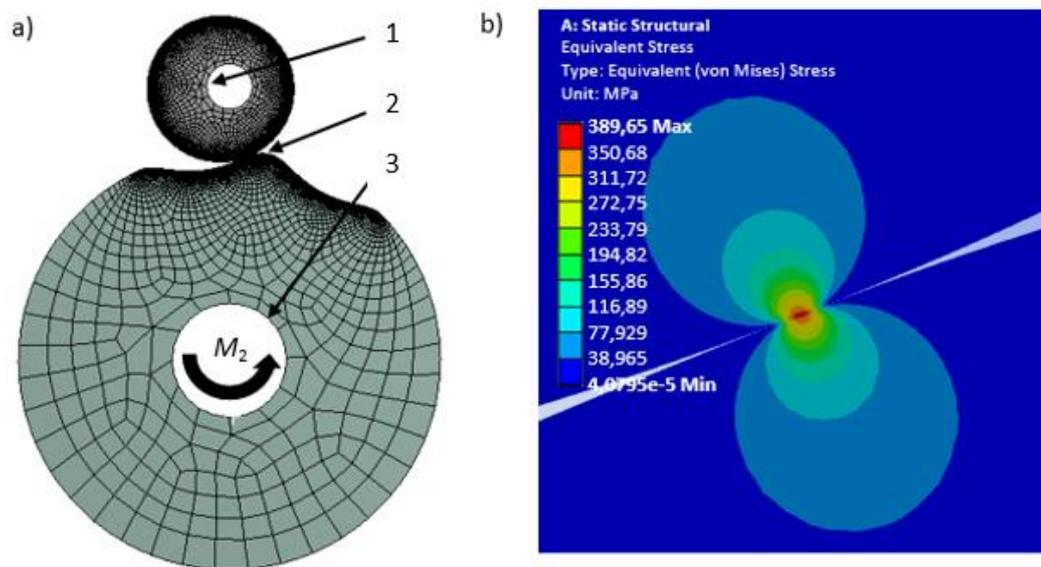 a)
1
2
3
M2
b)
A: Static Structural
Equivalent Stress
Type: Equivalent (von Mises) Stress
Unit: MPa
389,65 Max
350,68
311,72
272,75
233,79
194,82
155,86
116,89
77,929
38,965
4,0795e-5 Min